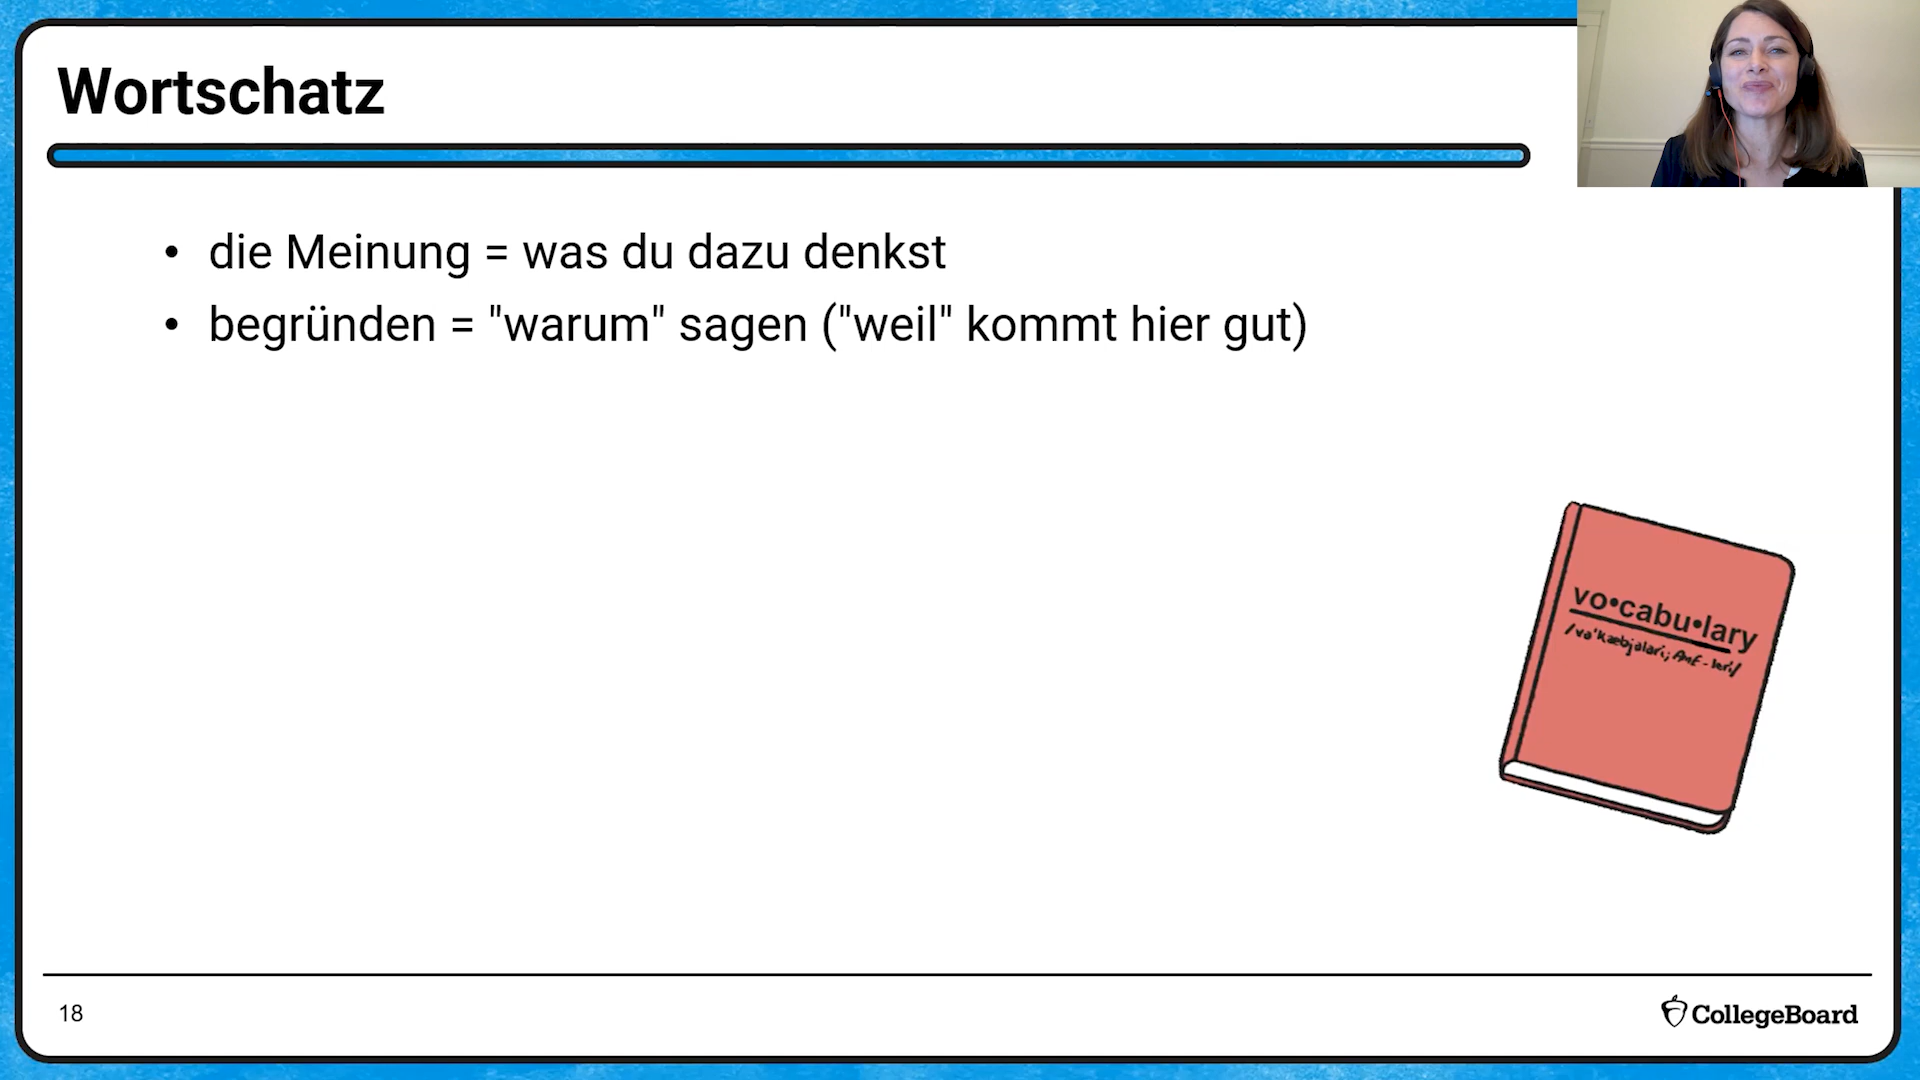 Wortschatz
• die Meinung = was du dazu denkst
• begründen = "warum" sagen ("weil" kommt hier gut)
vo•cabu•lary
18
CollegeBoard